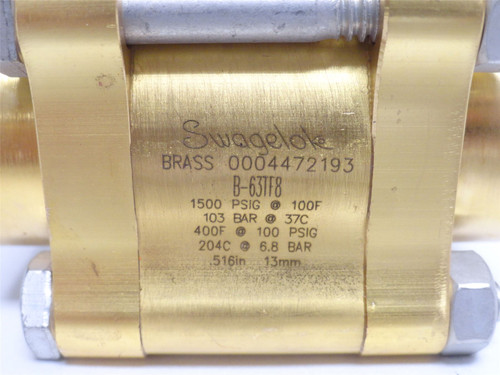 Swagelok
BRASS 0004472193
B-63TF8
1500 PSIG @ 100F
103 BAR @ 37C
400F @ 100 PSIG
204C @ 6.8 BAR
.516in 13mm